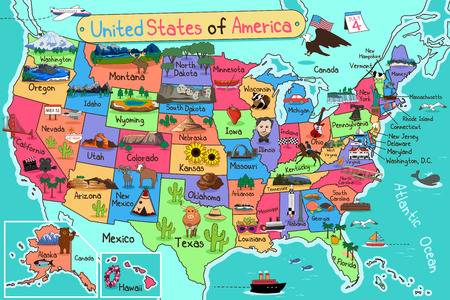 United States of America
JULY
4
Washington
Montana
North
Dakota
Minnesota
Canada
Vermont
New
Hampshire
Maine
Oregon
Idaho
Wyoming
South Dakota
Wisconsin
Michigan
New
York
Massachusetts
Rhode Island
Connecticut
New Jersey
Delaware
Maryland
Washington, D.C.
Nevada
Utah
Colorado
Nebraska
Iowa
Illinois
Indiana
Ohio
Pennsylvania
West
Virginia
Virginia
California
Arizona
New
Mexico
Kansas
Oklahoma
Missouri
Arkansas
Kentucky
Tennessee
North
Carolina
South
Carolina
Texas
Louisiana
Alabama
Georgia
Florida
Mexico
Atlantic Ocean
Alaska
Canada
Hawaii